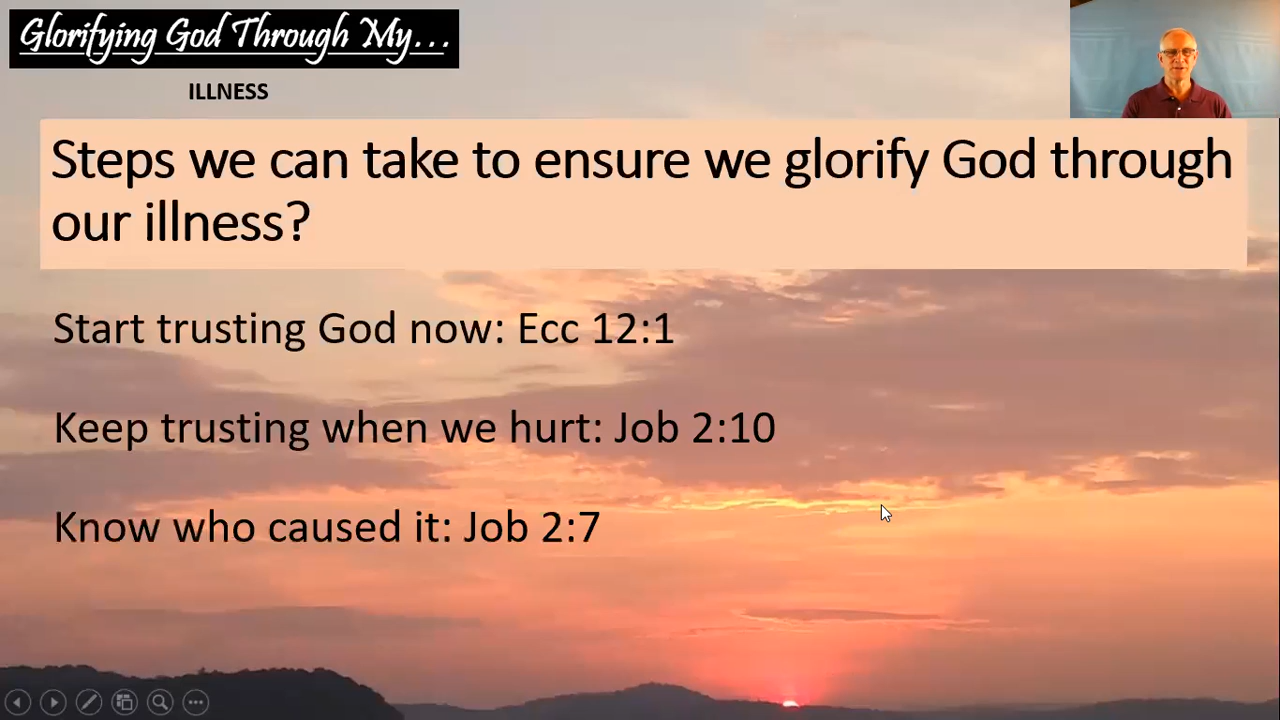 Glorifying God Through My...
ILLNESS
Steps we can take to ensure we glorify God through
our illness?
Start trusting God now: Ecc 12:1
Keep trusting when we hurt: Job 2:10
Know who caused it: Job 2:7